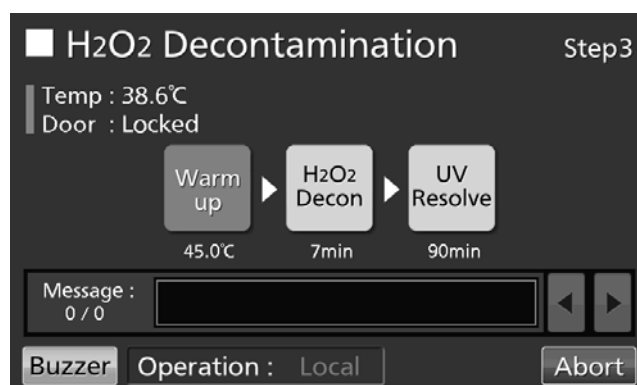 H2O2 Decontamination Step3
Temp : 38.6℃
Door : Locked
Warm up
H2O2 Decon
UV Resolve
45.0℃ 7min 90min
Message :
0 / 0
Buzzer Operation : Local Abort